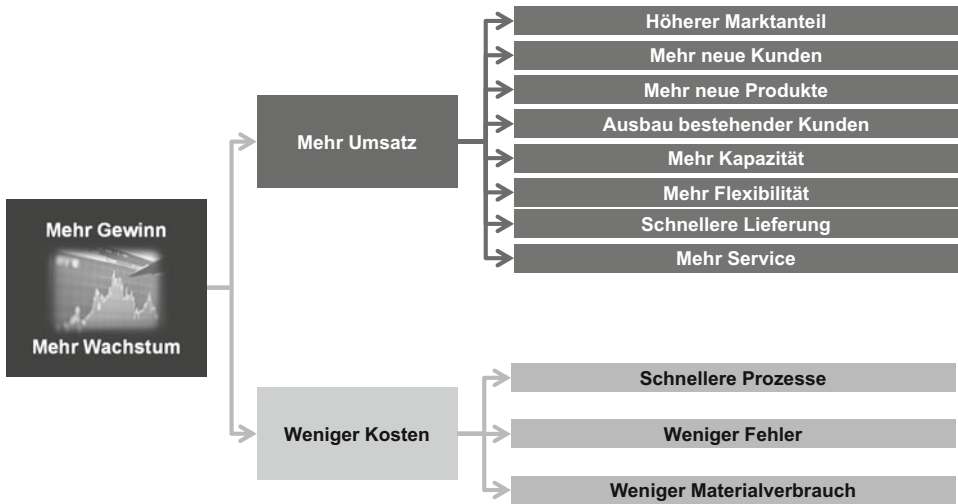 Mehr Gewinn
Mehr Wachstum
Mehr Umsatz
Höherer Marktanteil
Mehr neue Kunden
Mehr neue Produkte
Ausbau bestehender Kunden
Mehr Kapazität
Mehr Flexibilität
Schnellere Lieferung
Mehr Service
Weniger Kosten
Schnellere Prozesse
Weniger Fehler
Weniger Materialverbrauch